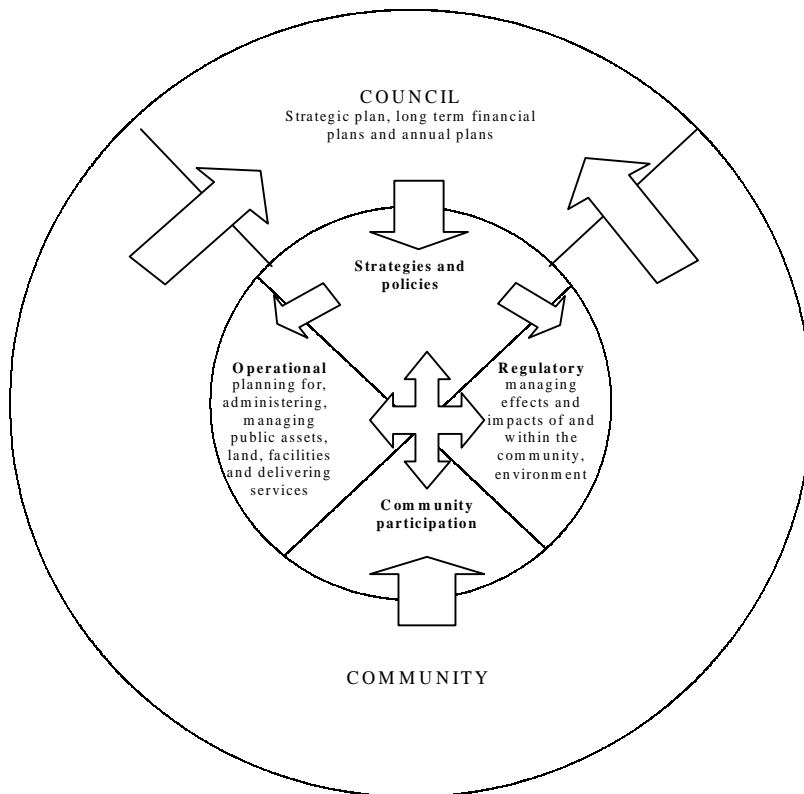 COUNCIL
Strategic plan, long term financial
plans and annual plans
Strategies and
policies
Operational
planning for,
administering,
managing
public assets,
land, facilities
and delivering
services
Regulatory
managing
effects and
impacts of and
within the
community,
environment
Community
participation
COMMUNITY